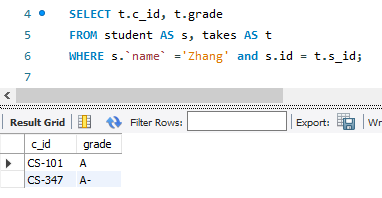 4 SELECT t.c_id, t.grade
5 FROM student AS s, takes AS t
6 WHERE s.`name` ='Zhang' and s.id = t.s_id;
7
Result Grid Filter Rows: Export: Wr
c_id grade
CS-101 A
CS-347 A-